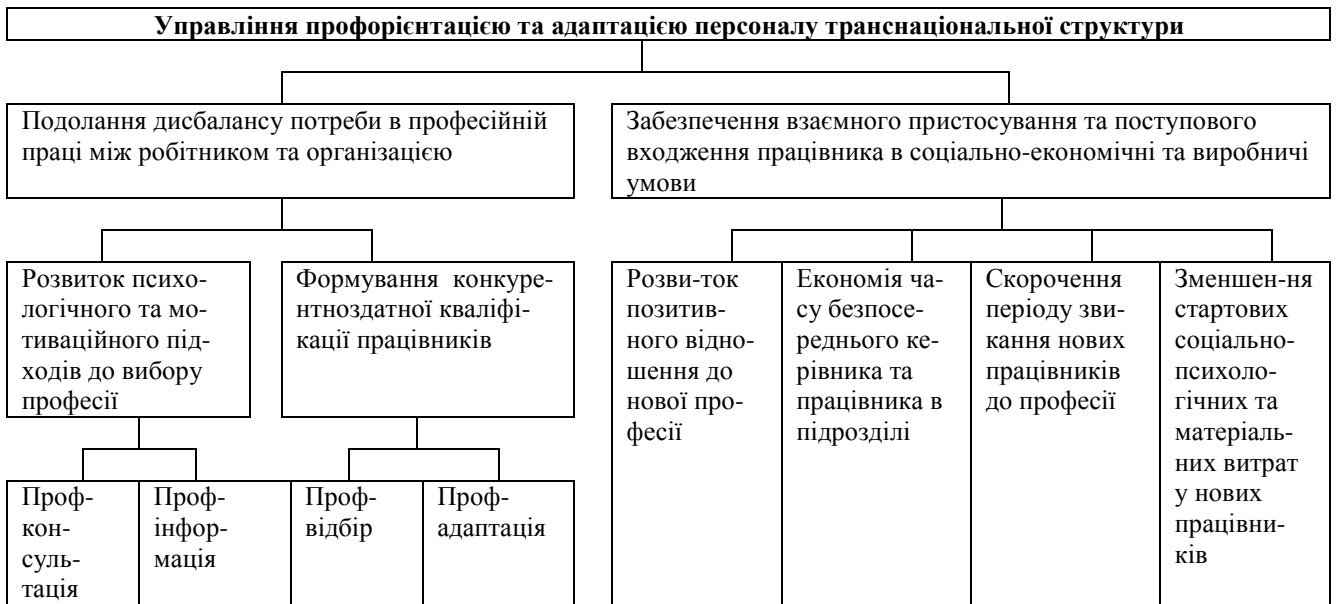 Управління профорієнтацією та адаптацією персоналу транснаціональної структури
Подолання дисбалансу потреби в професійній
праці між робітником та організацією
Забезпечення взаємного пристосування та поступового
входження працівника в соціально-економічні та виробничі
умови
Розвиток психо-
логічного та мо-
тиваційного під-
ходів до вибору
професії
Формування конкуре-
нтноздатної кваліфі-
кації працівників
Розви-ток
позитив-
ного відно-
шення до
нової про-
фесії
Економія ча-
су безпосе-
реднього ке-
рівника та
працівника в
підрозділі
Скорочення
періоду зви-
кання нових
працівників
до професії
Зменшен-ня
стартових
соціально-
психоло-
гічних та
матеріаль-
них витрат
у нових
працівни-
ків
Проф-
кон-
суль-
тація
Проф-
інфор-
мація
Проф-
відбір
Проф-
адаптація